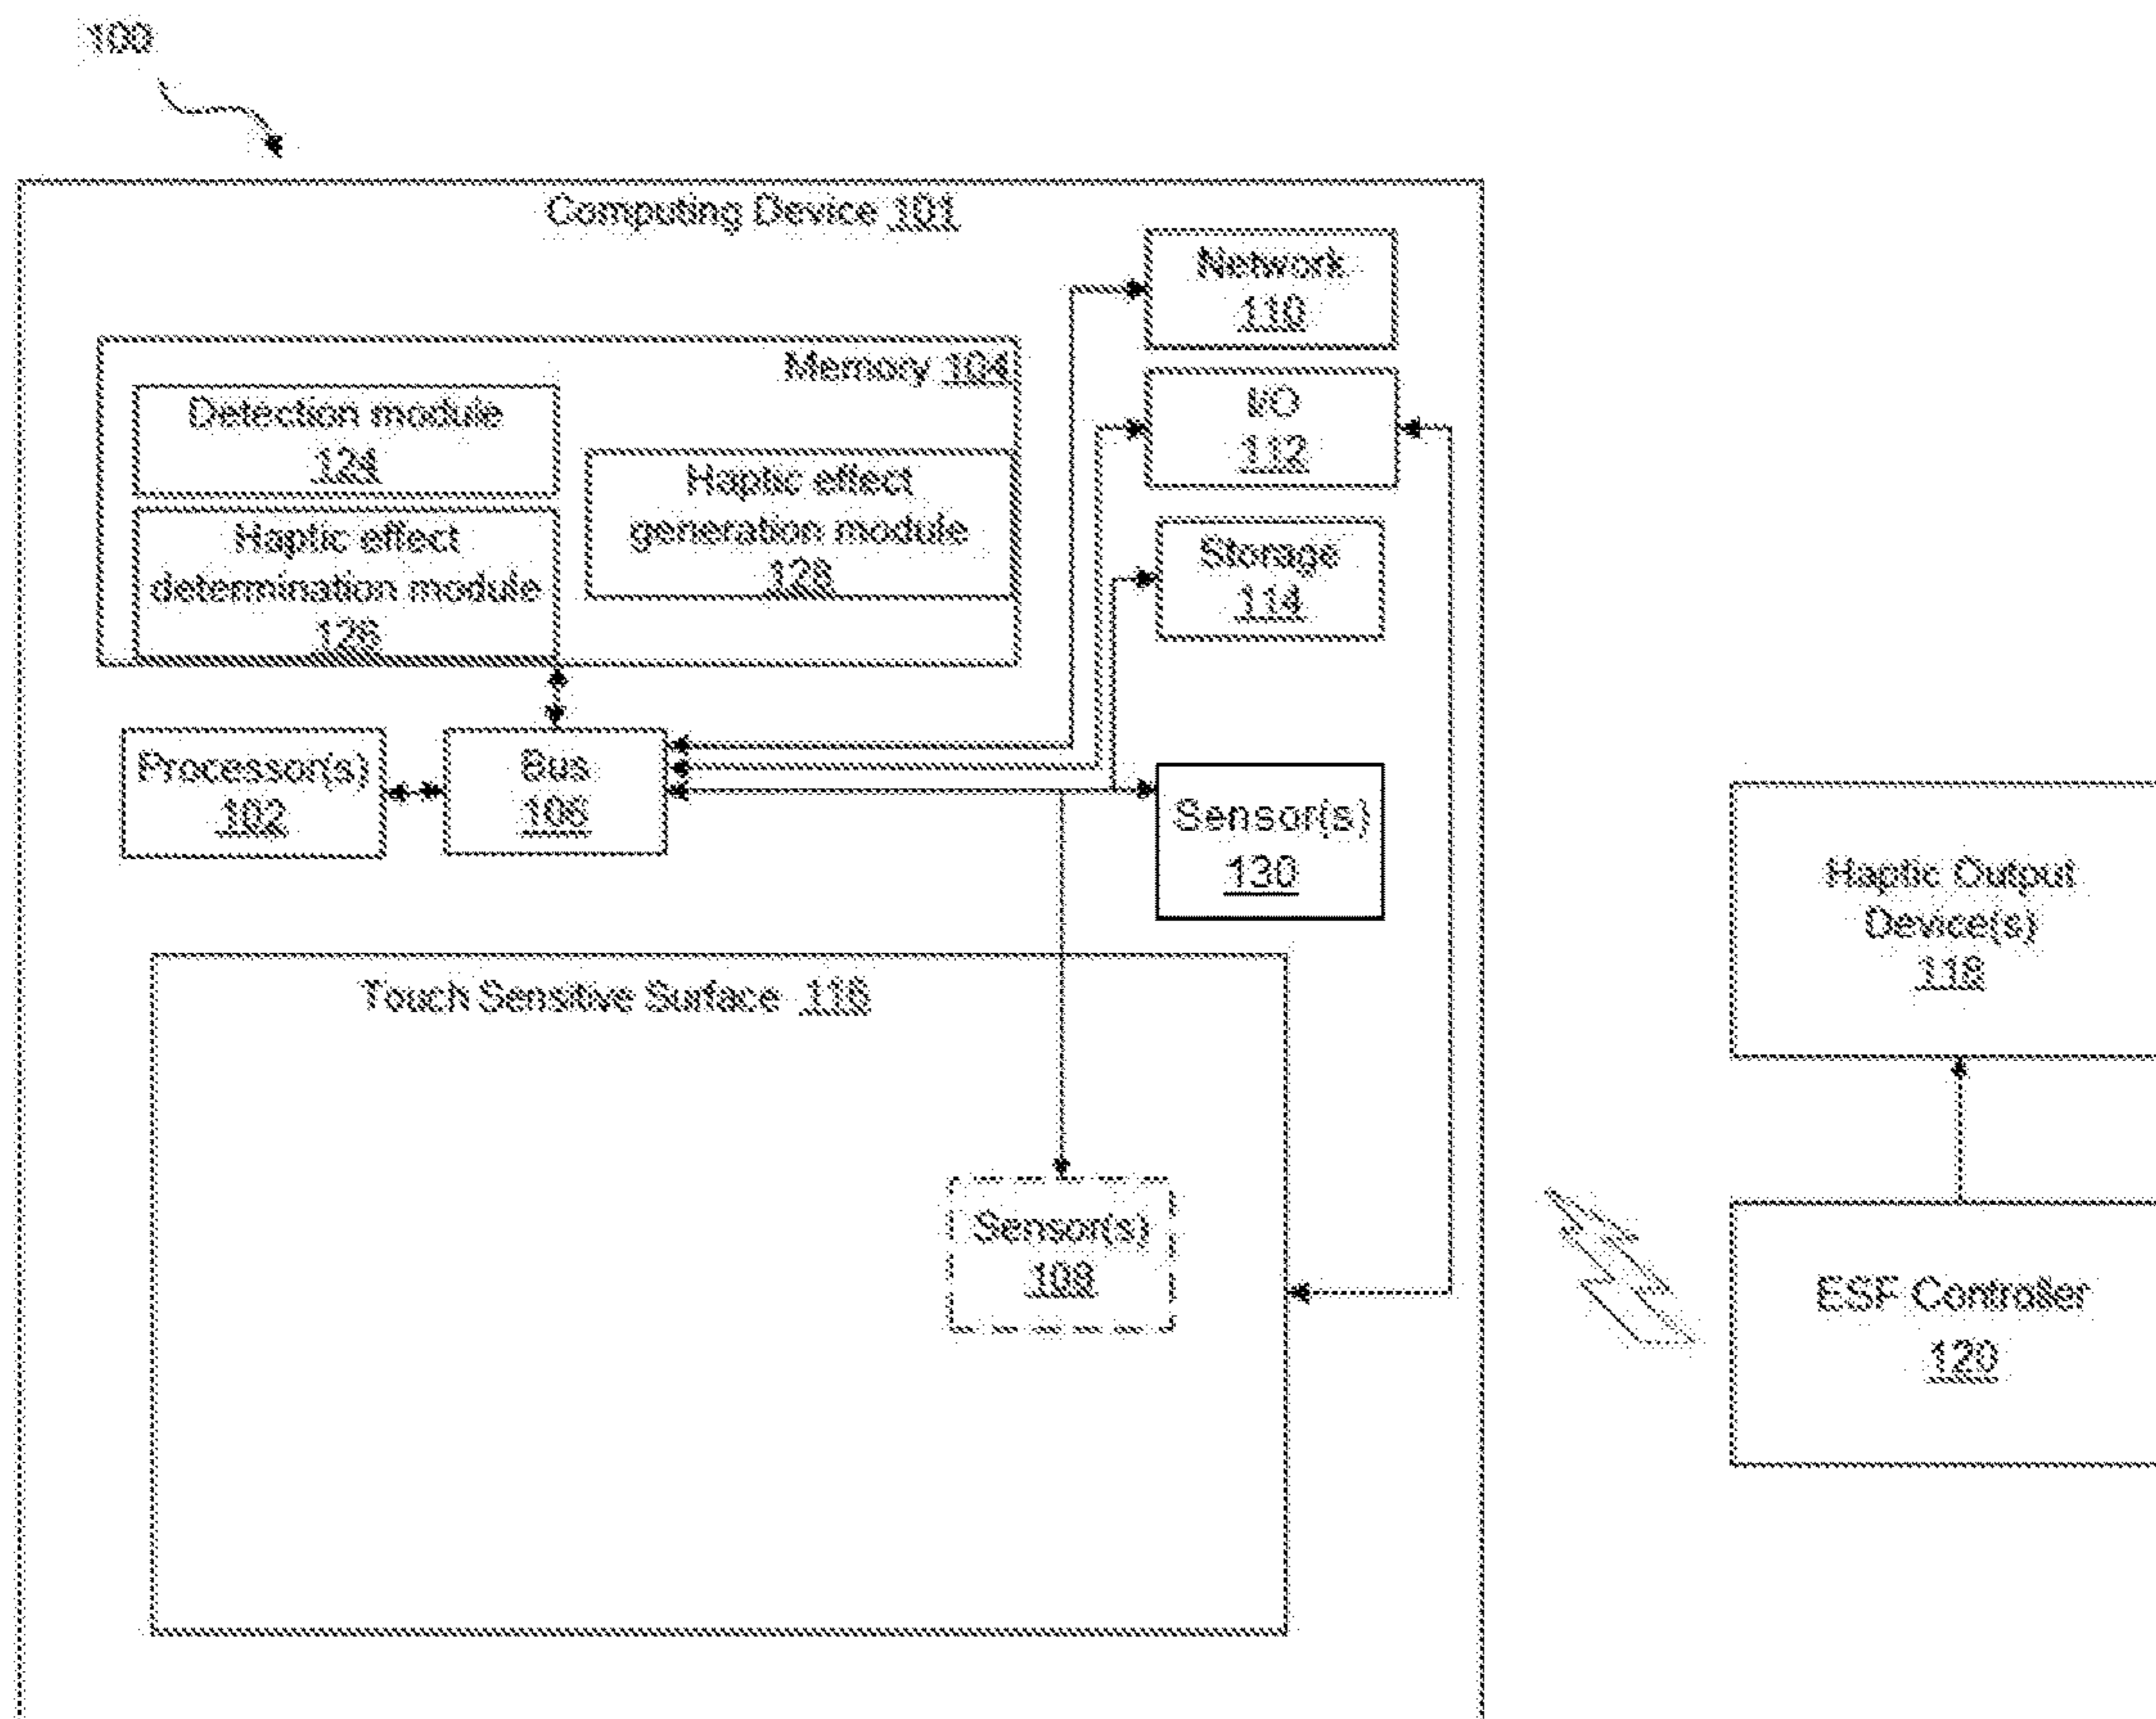 100
Computing Device 101
Network
110
Memory 104
Detection module
124
I/O
112
Haptic effect
generation module
128
Haptic effect
determination module
126
Storage
114
Processor(s)
102
Bus
106
Sensor(s)
130
Haptic Output
Device(s)
118
Touch Sensitive Surface 116
Sensor(s)
108
ESF Controller
120